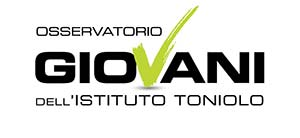 OSSERVATORIO
GIOVANI
DELL'ISTITUTO TONIOLO